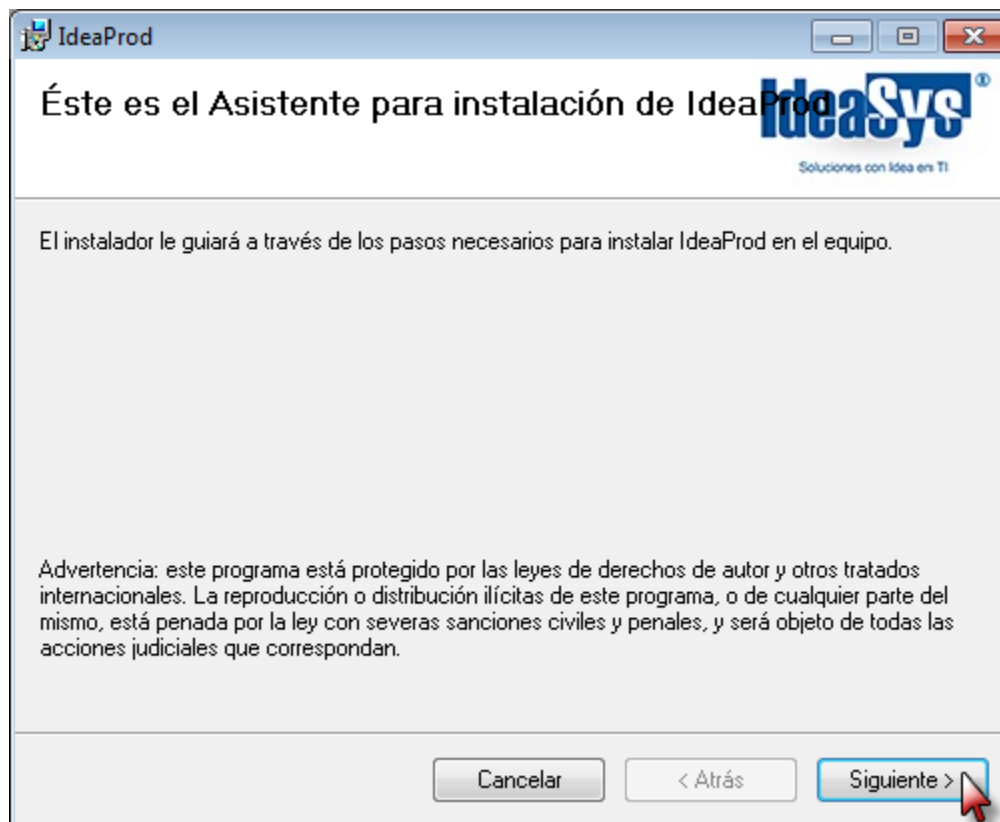 IdeaProd
Éste es el Asistente para instalación de IdeaProd
IdeaSys®
Soluciones con Idea en TI
El instalador le guiará a través de los pasos necesarios para instalar IdeaProd en el equipo.
Advertencia: este programa está protegido por las leyes de derechos de autor y otros tratados
internacionales. La reproducción o distribución ilícitas de este programa, o de cualquier parte del
mismo, está penada por la ley con severas sanciones civiles y penales, y será objeto de todas las
acciones judiciales que correspondan.
Cancelar
< Atrás
Siguiente >